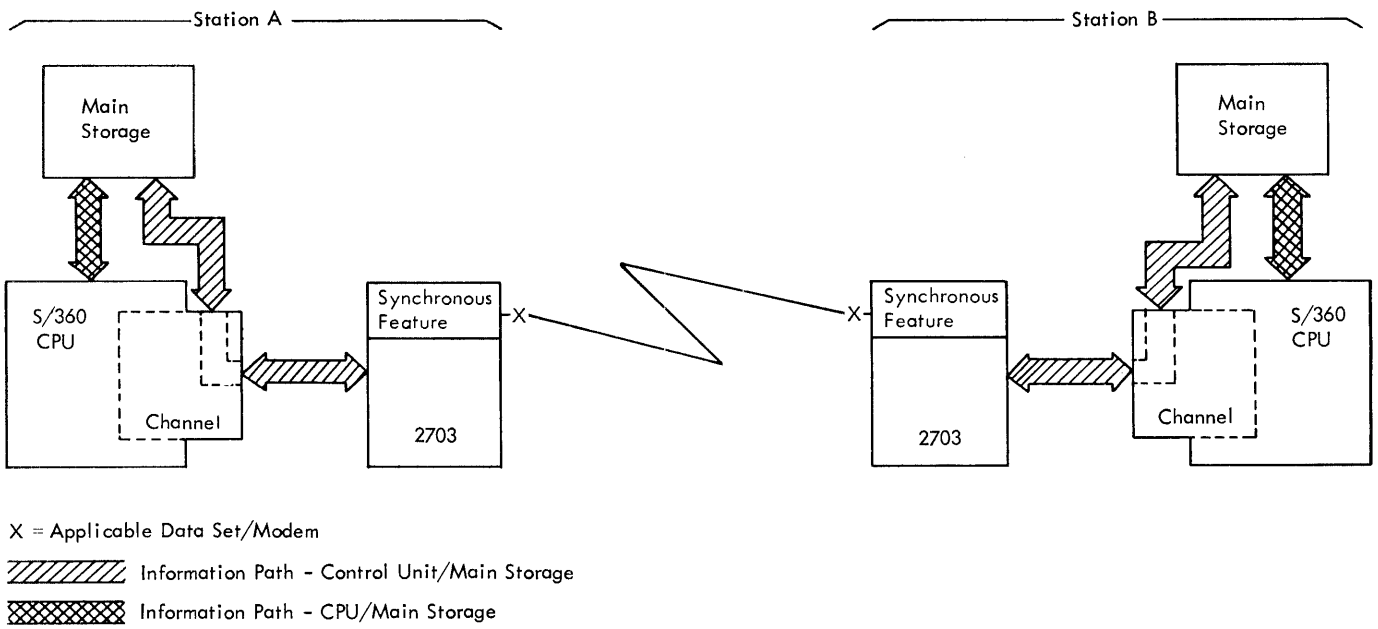 Station A
Station B
Main
Storage
Main
Storage
S/360
CPU
Channel
Synchronous
Feature
2703
X
X
Synchronous
Feature
2703
S/360
CPU
Channel
X = Applicable Data Set/Modem
Information Path - Control Unit/Main Storage
Information Path - CPU/Main Storage